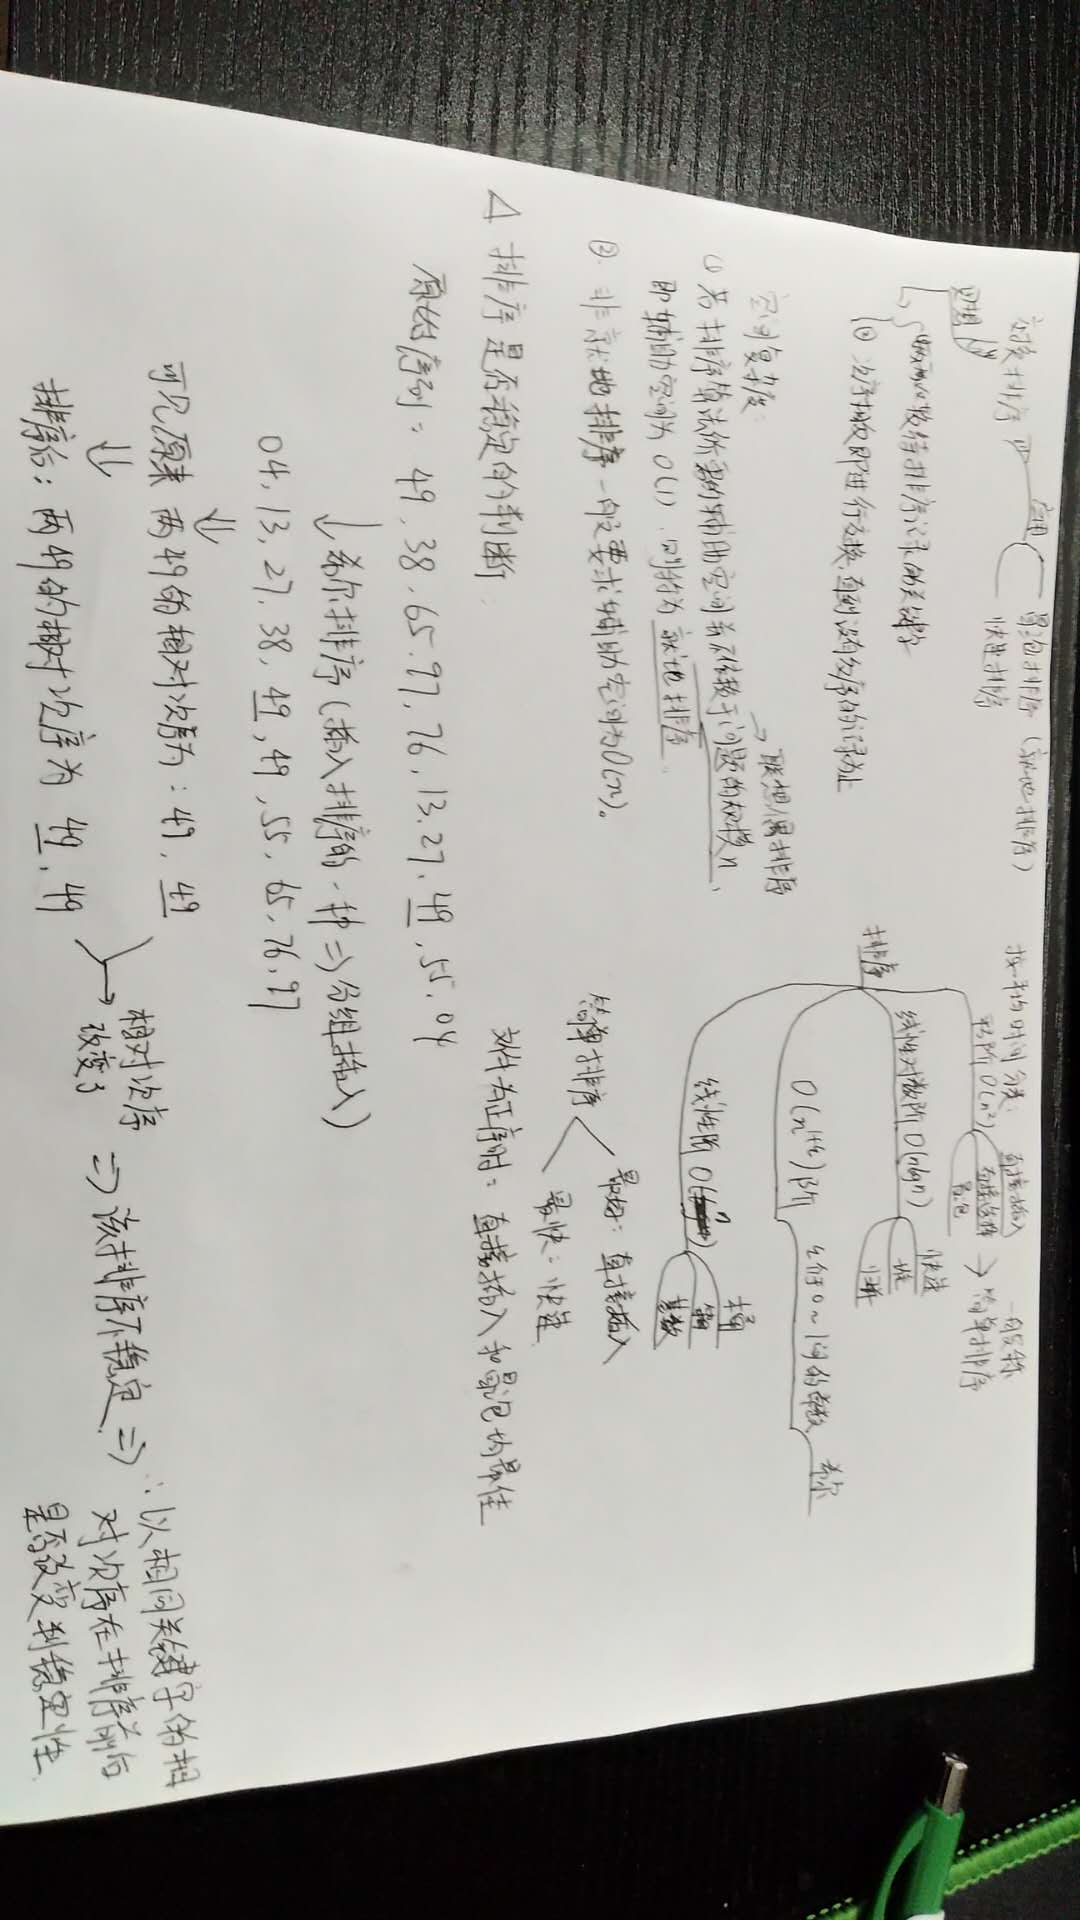 交换排序
应用
冒泡排序（就地排序）
快速排序
思想
①两两比较待排序记录的关键字
② 次序相反即进行交换,直到没有反序的记录为止
空间复杂度
→ 联想偶排序
① 若排序算法所需的辅助空间并不依赖于问题的规模n,
即辅助空间为O(1),则称为就地排序.
②. 非就地排序一般要求辅助空间为O(n)。
按平均时间分类:
排序
平方阶O(n²)
直接插入
直接选择
冒泡
→ 一般称
简单排序
线性对数阶O(nlgn)
快速
堆
归并
O(n^{1+ε})阶
ε介于0~1间的常数
希尔
线性阶O(n)
桶
箱
基数
简单排序
最好: 直接插入
最快: 快速
文件为正序时: 直接插入和冒泡均最佳
△ 排序是否稳定的判断
原始序列: 49,38,65.97,76,13.27,49,55.04
↓希尔排序(插入排序的一种⇒分组插入)
04,13,27,38,49,49,55,65,76,97
⇓
可见原来两49的相对次序为: 49, 49
⇓
排序后: 两49的相对次序为 49,49
→ 相对次序
改变了
⇒ 该排序不稳定 ⇒
∴以相同关键字的相
对次序在排序前后
是否改变判稳定性.